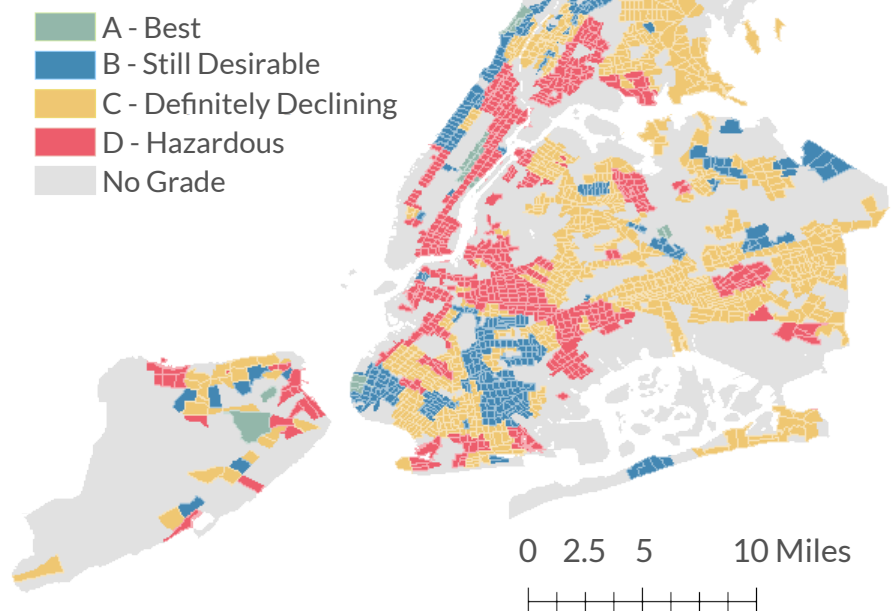 A - Best
B - Still Desirable
C - Definitely Declining
D - Hazardous
No Grade
0 2.5 5 10 Miles